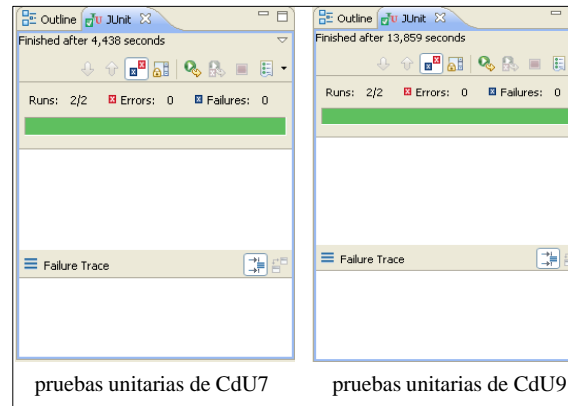 Outline JUnit
Finished after 4,438 seconds
Runs: 2/2 Errors: 0 Failures: 0
Failure Trace
pruebas unitarias de CdU7
Outline JUnit
Finished after 13,859 seconds
Runs: 2/2 Errors: 0 Failures: 0
Failure Trace
pruebas unitarias de CdU9